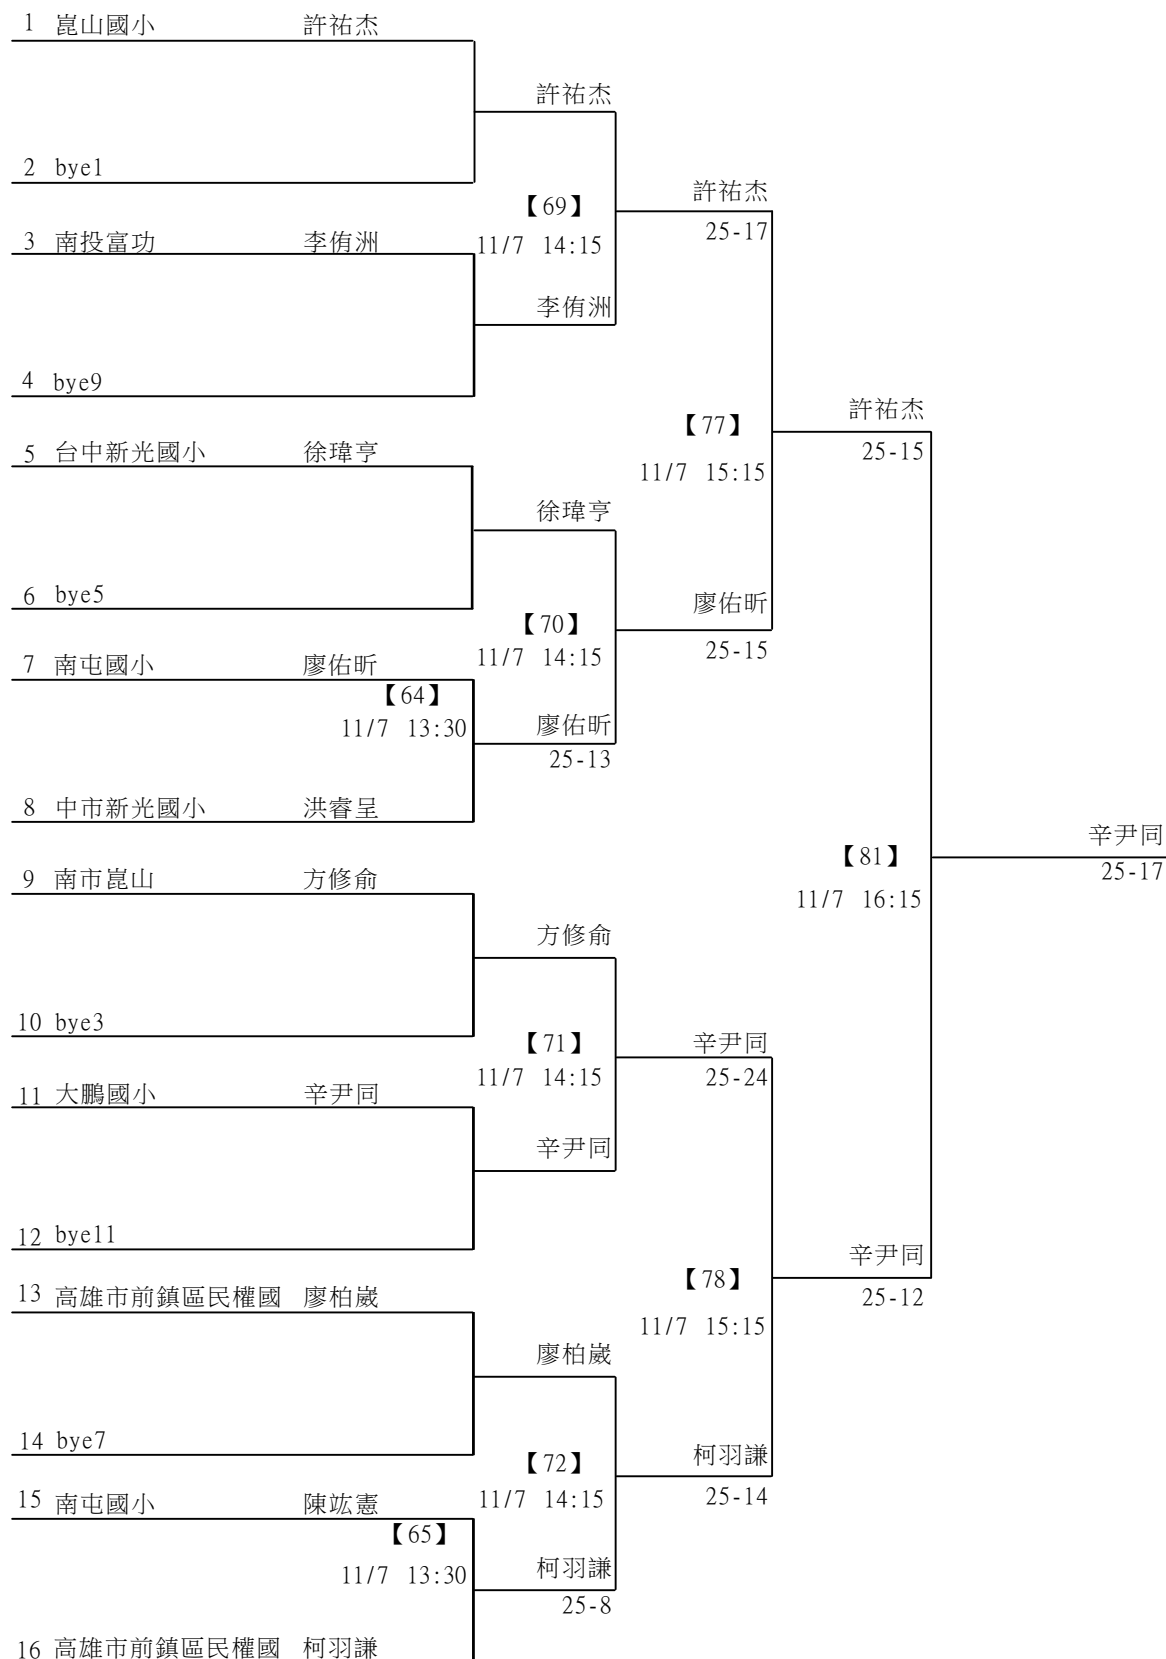 1 崑山國小 許祐杰
許祐杰
2 bye1
許祐杰
【69】
25-17
3 南投富功 李侑洲
11/7 14:15
李侑洲
4 bye9
許祐杰
【77】
25-15
5 台中新光國小 徐瑋亨
11/7 15:15
徐瑋亨
6 bye5
廖佑昕
【70】
25-15
7 南屯國小 廖佑昕
11/7 14:15
【64】
11/7 13:30
廖佑昕
25-13
8 中市新光國小 洪睿呈
辛尹同
【81】
25-17
9 南市崑山 方修俞
11/7 16:15
方修俞
10 bye3
【71】
辛尹同
11/7 14:15
25-24
11 大鵬國小 辛尹同
辛尹同
12 bye11
辛尹同
【78】
25-12
13 高雄市前鎮區民權國 廖柏崴
11/7 15:15
廖柏崴
14 bye7
柯羽謙
【72】
25-14
11/7 14:15
15 南屯國小 陳竑憲
【65】
11/7 13:30
柯羽謙
25-8
16 高雄市前鎮區民權國 柯羽謙